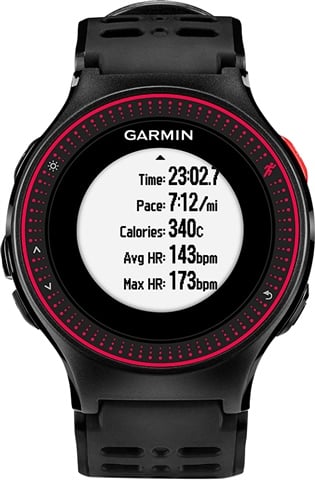 GARMIN
Time: 23:02.7
Pace: 7:12/mi
Calories: 340c
Avg HR: 143bpm
Max HR: 173bpm